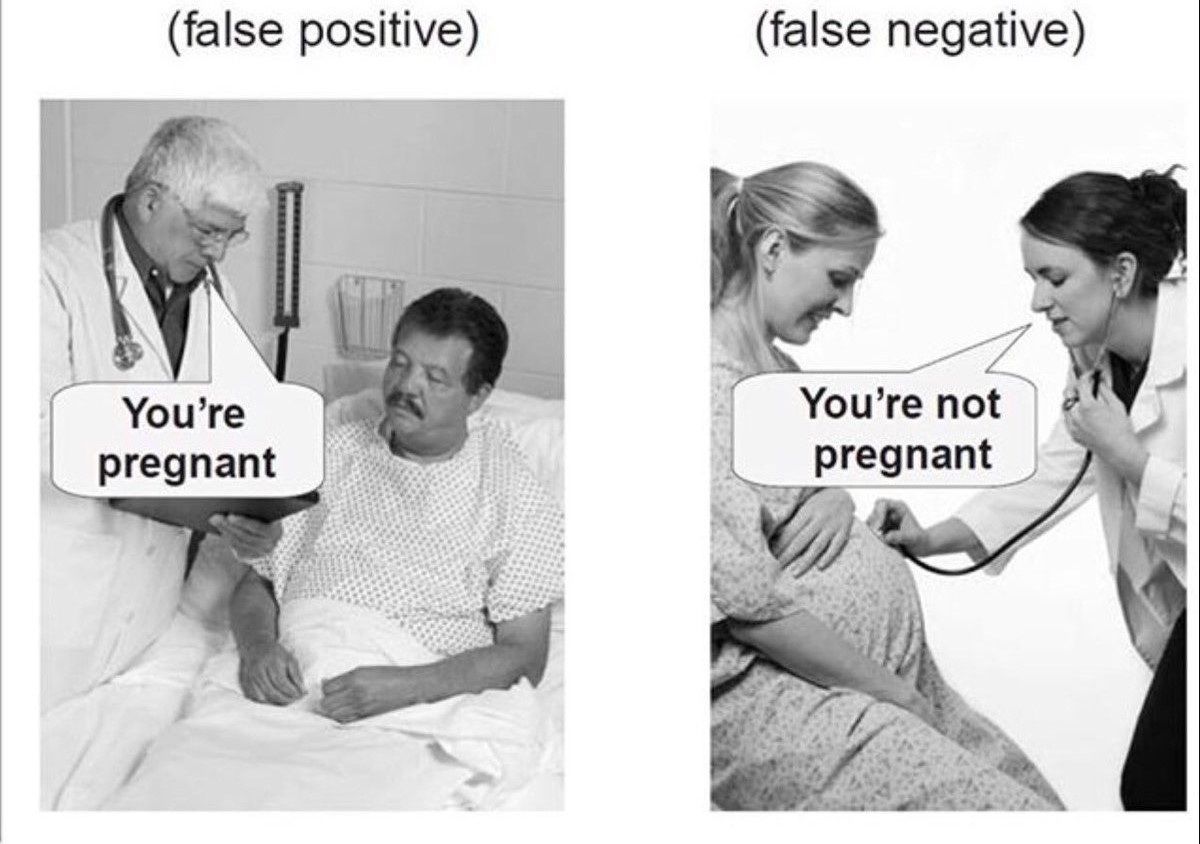 (false positive)
(false negative)
You’re
pregnant
You’re not
pregnant